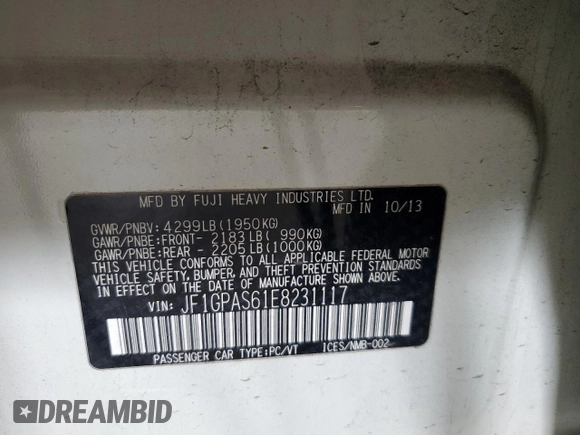 MFD BY FUJI HEAVY INDUSTRIES LTD.
MFD IN 10/13
GVWR/PNBV: 4299LB(1950KG)
GAWR/PNBE:FRONT- 2183LB( 990KG)
GAWR/PNBE:REAR - 2205LB(1000KG)
THIS VEHICLE CONFORMS TO ALL APPLICABLE FEDERAL MOTOR
VEHICLE SAFETY, BUMPER, AND THEFT PREVENTION STANDARDS
IN EFFECT ON THE DATE OF MANUFACTURE SHOWN ABOVE.
VIN: JF1GPAS61E8231117
PASSENGER CAR TYPE:PC/VT ICES/NMB-002
DREAMBID